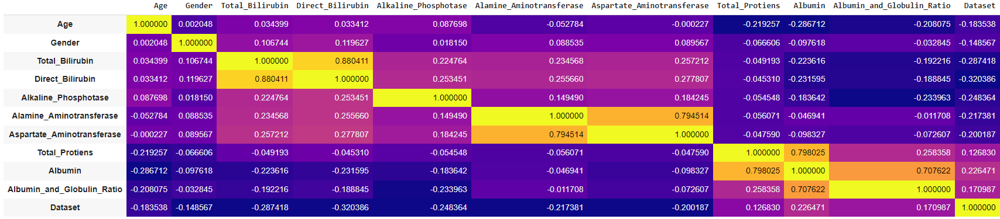 Age Gender Total_Bilirubin Direct_Bilirubin Alkaline_Phosphotase Alamine_Aminotransferase Aspartate_Aminotransferase Total_Protiens Albumin Albumin_and_Globulin_Ratio Dataset
Age 1.000000 0.002048 0.034399 0.033412 0.087698 -0.052784 -0.000227 -0.219257 -0.286712 -0.208075 -0.183538
Gender 0.002048 1.000000 0.106744 0.119627 0.018150 0.088535 0.089567 -0.066606 -0.097618 -0.032845 -0.148567
Total_Bilirubin 0.034399 0.106744 1.000000 0.880411 0.224764 0.234568 0.257212 -0.049193 -0.223616 -0.192216 -0.287418
Direct_Bilirubin 0.033412 0.119627 0.880411 1.000000 0.253451 0.255660 0.277807 -0.045310 -0.231595 -0.188845 -0.320386
Alkaline_Phosphotase 0.087698 0.018150 0.224764 0.253451 1.000000 0.149490 0.184245 -0.054548 -0.183642 -0.233963 -0.248364
Alamine_Aminotransferase -0.052784 0.088535 0.234568 0.255660 0.149490 1.000000 0.794514 -0.056071 -0.046941 -0.011708 -0.217381
Aspartate_Aminotransferase -0.000227 0.089567 0.257212 0.277807 0.184245 0.794514 1.000000 -0.047590 -0.098327 -0.072607 -0.200187
Total_Protiens -0.219257 -0.066606 -0.049193 -0.045310 -0.054548 -0.056071 -0.047590 1.000000 0.798025 0.258358 0.126830
Albumin -0.286712 -0.097618 -0.223616 -0.231595 -0.183642 -0.046941 -0.098327 0.798025 1.000000 0.707622 0.226471
Albumin_and_Globulin_Ratio -0.208075 -0.032845 -0.192216 -0.188845 -0.233963 -0.011708 -0.072607 0.258358 0.707622 1.000000 0.170987
Dataset -0.183538 -0.148567 -0.287418 -0.320386 -0.248364 -0.217381 -0.200187 0.126830 0.226471 0.170987 1.000000